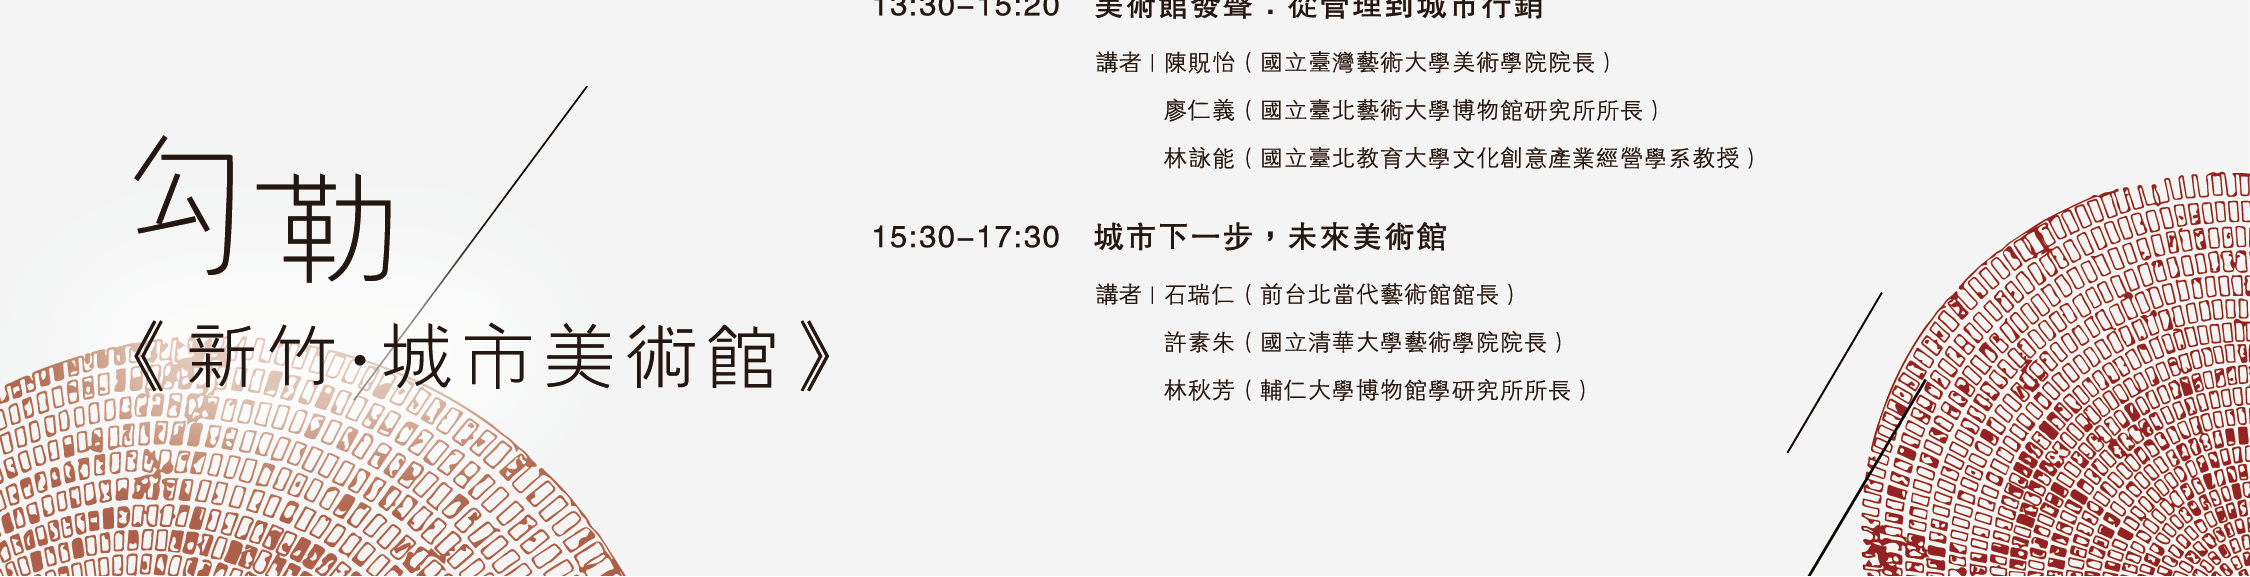 勾勒
《新竹·城市美術館》
13:30–15:20 美術館發聲：從管理到城市行銷
講者｜陳貺怡（國立臺灣藝術大學美術學院院長）
廖仁義（國立臺北藝術大學博物館研究所所長）
林詠能（國立臺北教育大學文化創意產業經營學系教授）
15:30–17:30 城市下一步，未來美術館
講者｜石瑞仁（前台北當代藝術館館長）
許素朱（國立清華大學藝術學院院長）
林秋芳（輔仁大學博物館學研究所所長）